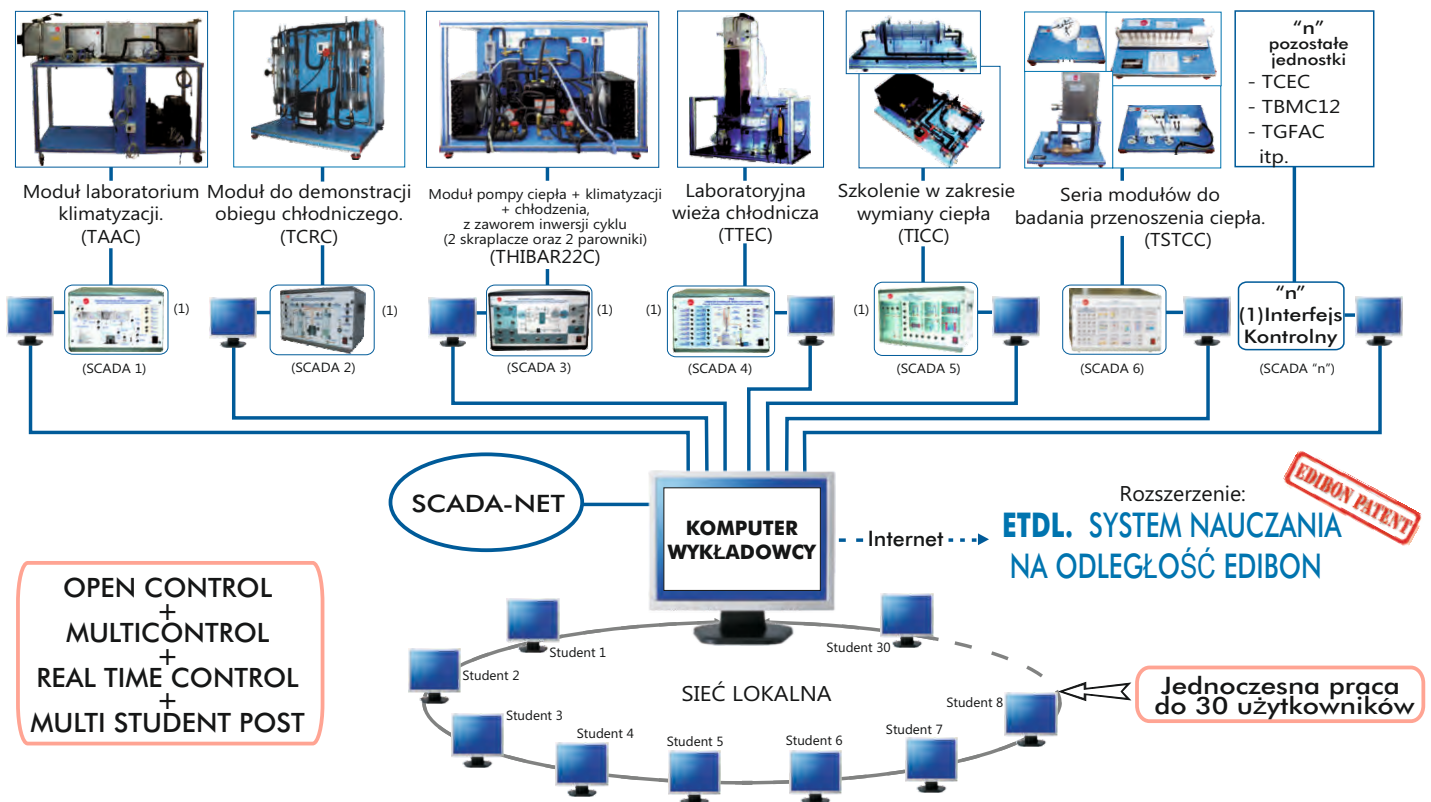 Moduł laboratorium
klimatyzacji.
(TAAC)
Moduł do demonstracji
obiegu chłodniczego.
(TCRC)
Moduł pompy ciepła + klimatyzacji
+ chłodzenia,
z zaworem inwersji cyklu
(2 skraplacze oraz 2 parowniki)
(THIBAR22C)
Laboratoryjna
wieża chłodnicza
(TTEC)
Szkolenie w zakresie
wymiany ciepła
(TICC)
Seria modułów do
badania przenoszenia ciepła.
(TSTCC)
“n”
pozostałe
jednostki
- TCEC
- TBMC12
- TGFAC
itp.
(1)
(SCADA 1)
(1)
(SCADA 2)
(1)
(SCADA 3)
(1)
(SCADA 4)
(1)
(SCADA 5)
(SCADA 6)
“n”
(1)Interfejs
Kontrolny
(SCADA “n”)
SCADA-NET
KOMPUTER
WYKŁADOWCY
Internet
Rozszerzenie:
ETDL. SYSTEM NAUCZANIA
NA ODLEGŁOŚĆ EDIBON
EDIBON PATENT
OPEN CONTROL
+
MULTICONTROL
+
REAL TIME CONTROL
+
MULTI STUDENT POST
Student 1
Student 2
Student 3
Student 4
Student 5
Student 6
Student 7
Student 8
Student 30
SIEĆ LOKALNA
Jednoczesna praca
do 30 użytkowników